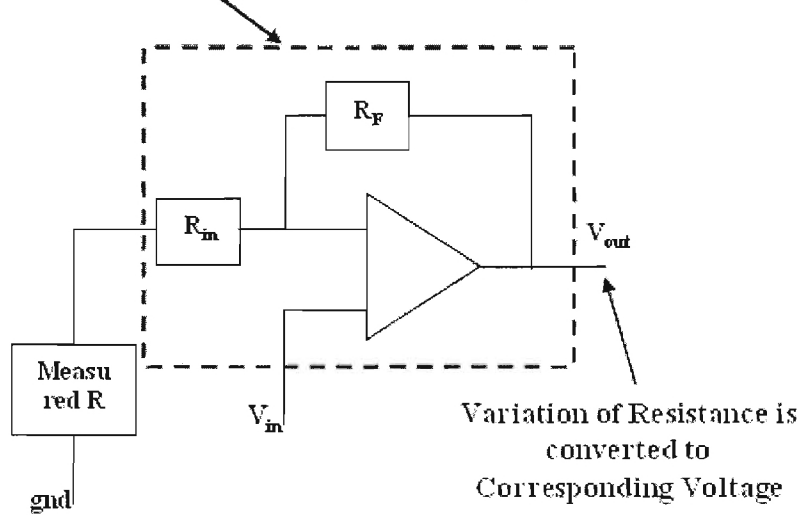 R_F
R_in
V_out
Measu
red R
V_in
gnd
Variation of Resistance is
converted to
Corresponding Voltage